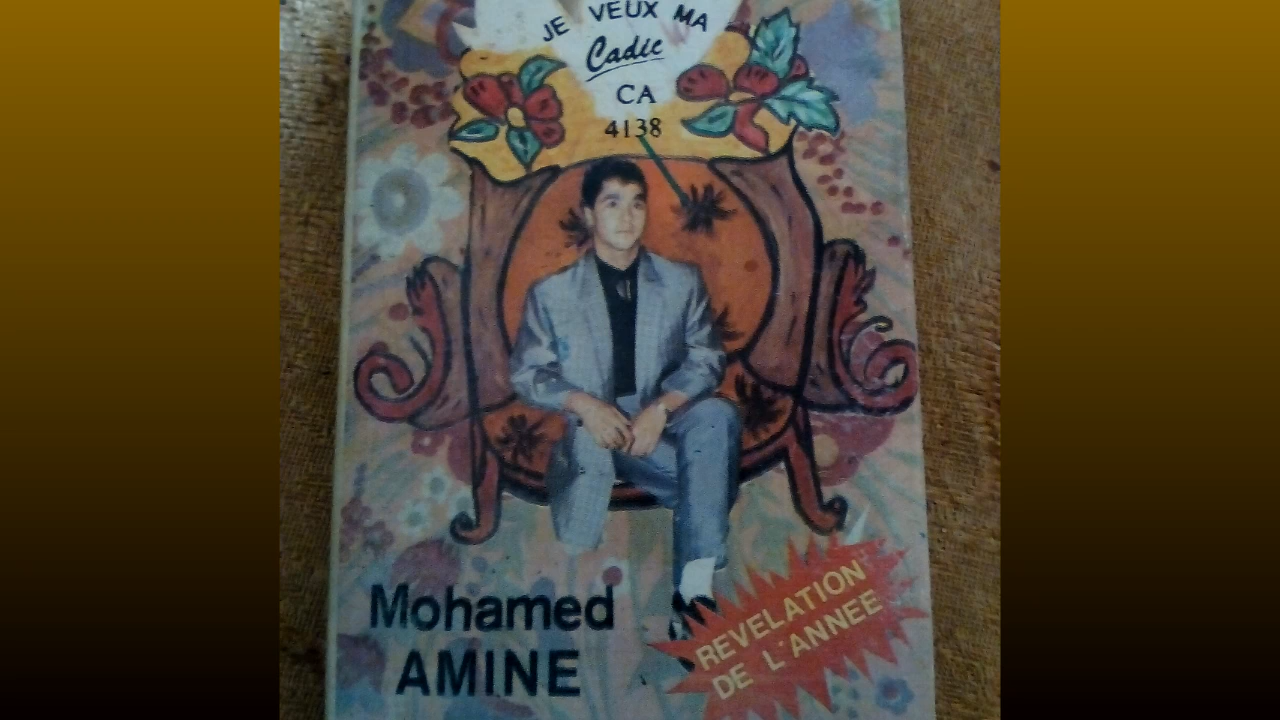 JE VEUX MA
Cadic
CA
4138
Mohamed
AMINE
REVELATION
DE L'ANNEE